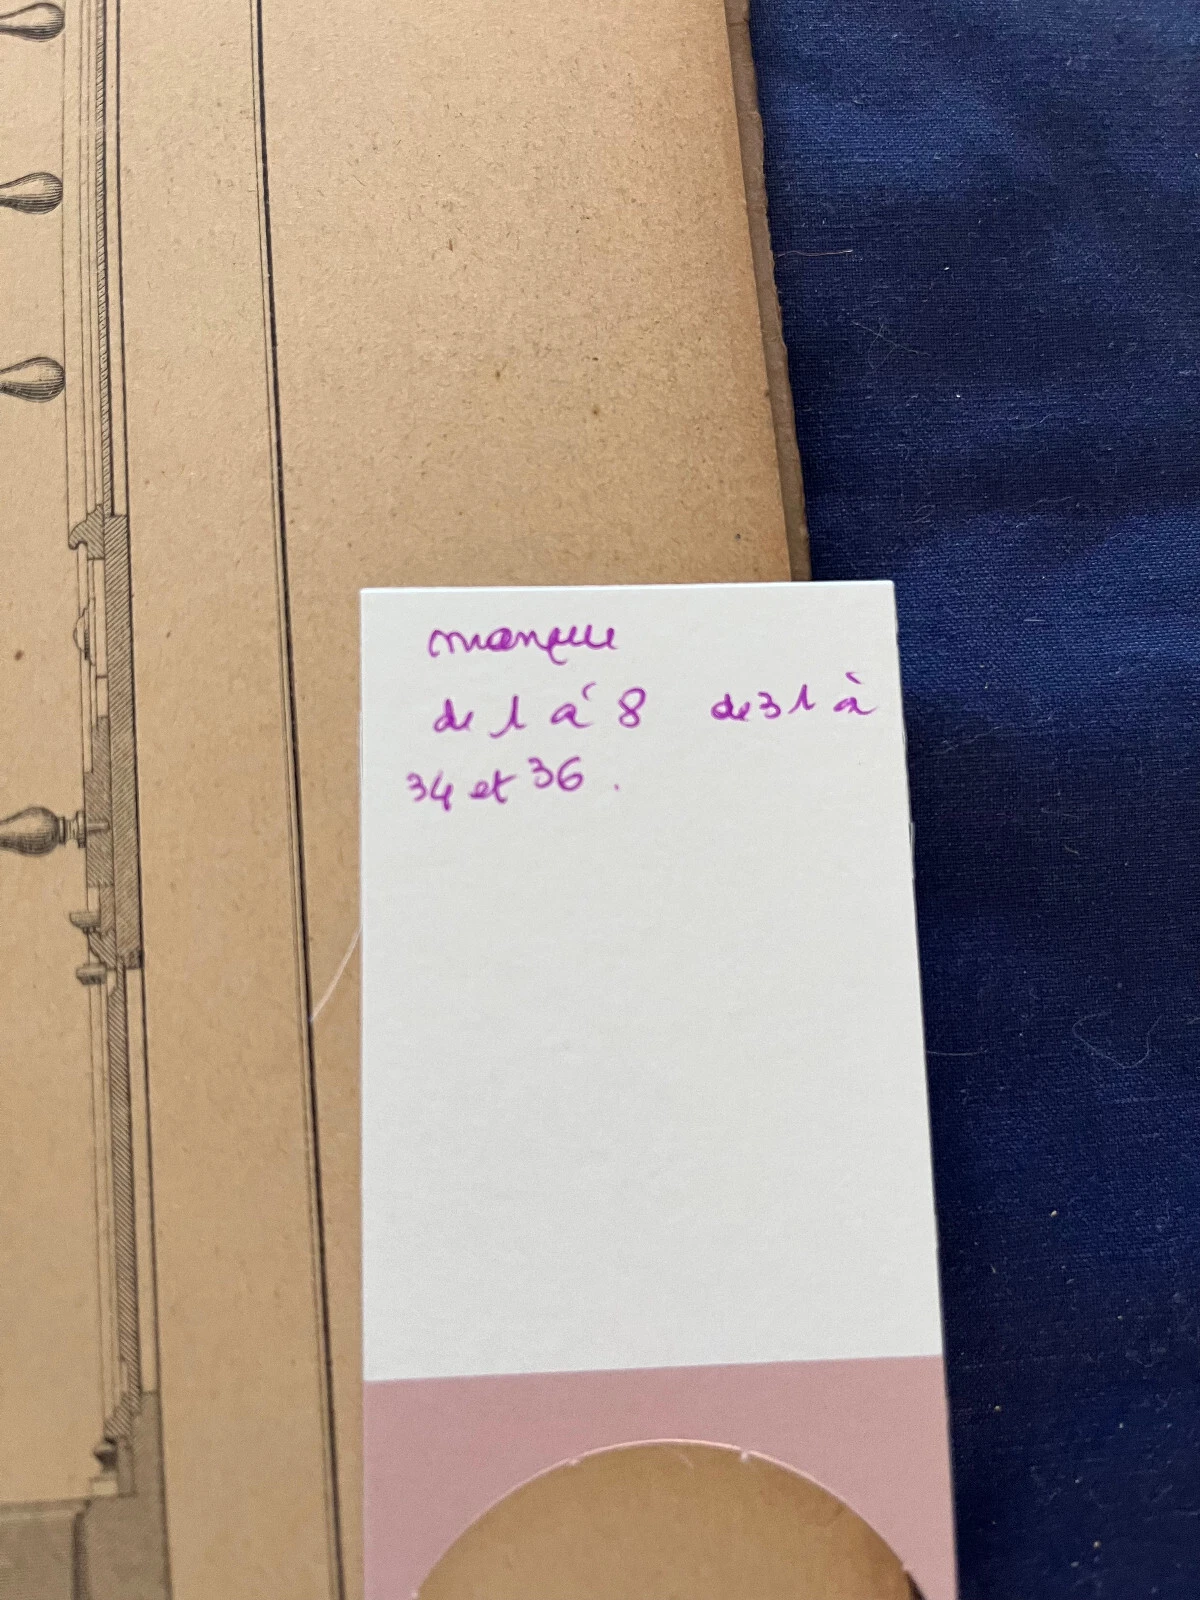 manque
de 1 à 8 de 31 à
34 et 36.